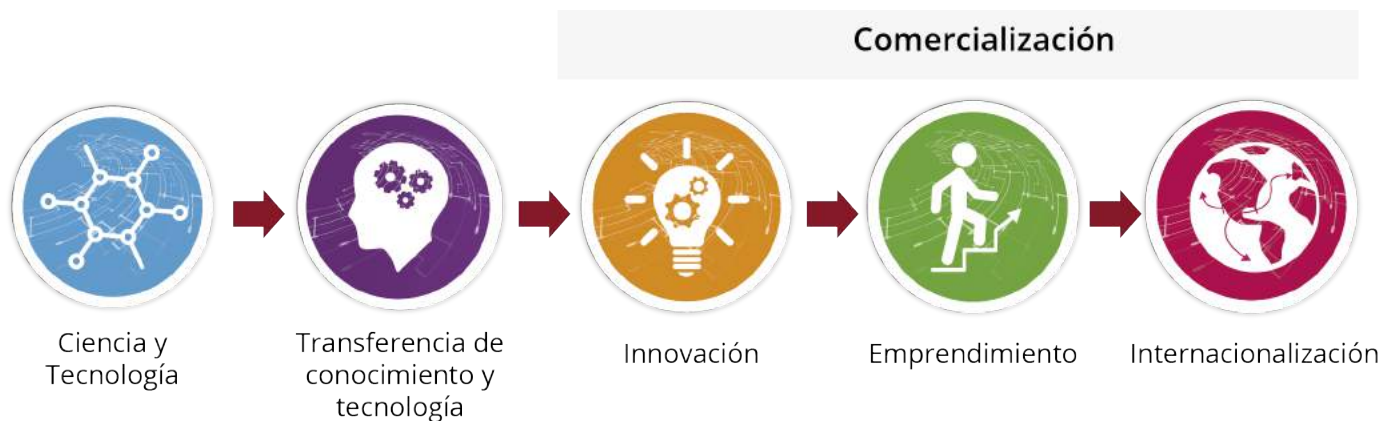 Comercialización
Ciencia y
Tecnología
Transferencia de
conocimiento y
tecnología
Innovación
Emprendimiento
Internacionalización